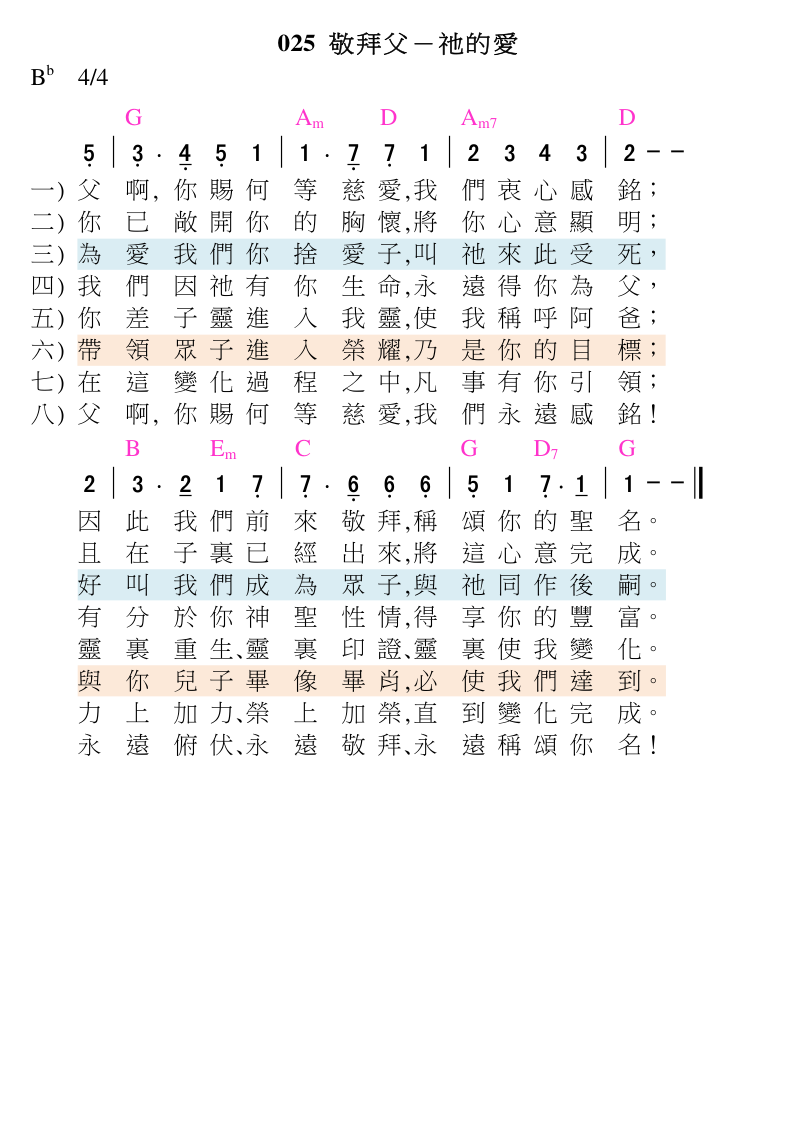 025 敬拜父－祂的愛
B♭ 4/4
G Am D Am7 D
5̣ | 3̣ · 4̣ 5̣ 1 | 1 · 7̣ 7̣ 1 | 2 3 4 3 | 2 － －
一) 父啊, 你賜何等慈愛,我們衷心感銘；
二) 你已敞開你的胸懷,將你心意顯明；
三) 為愛我們你捨愛子,叫祂來此受死，
四) 我們因祂有你生命,永遠得你為父，
五) 你差子靈進入我靈,使我稱呼阿爸；
六) 帶領眾子進入榮耀,乃是你的目標；
七) 在這變化過程之中,凡事有你引領；
八) 父啊, 你賜何等慈愛,我們永遠感銘！
B Em C G D7 G
2 | 3 · 2 1 7̣ | 7̣ · 6̣ 6̣ 6̣ | 5̣ 1 7̣ · 1 | 1 － － ‖
因此我們前來敬拜,稱頌你的聖名。
且在子裏已經出來,將這心意完成。
好叫我們成為眾子,與祂同作後嗣。
有分於你神聖性情,得享你的豐富。
靈裏重生、靈裏印證、靈裏使我變化。
與你兒子畢像畢肖,必使我們達到。
力上加力、榮上加榮,直到變化完成。
永遠俯伏、永遠敬拜、永遠稱頌你名！